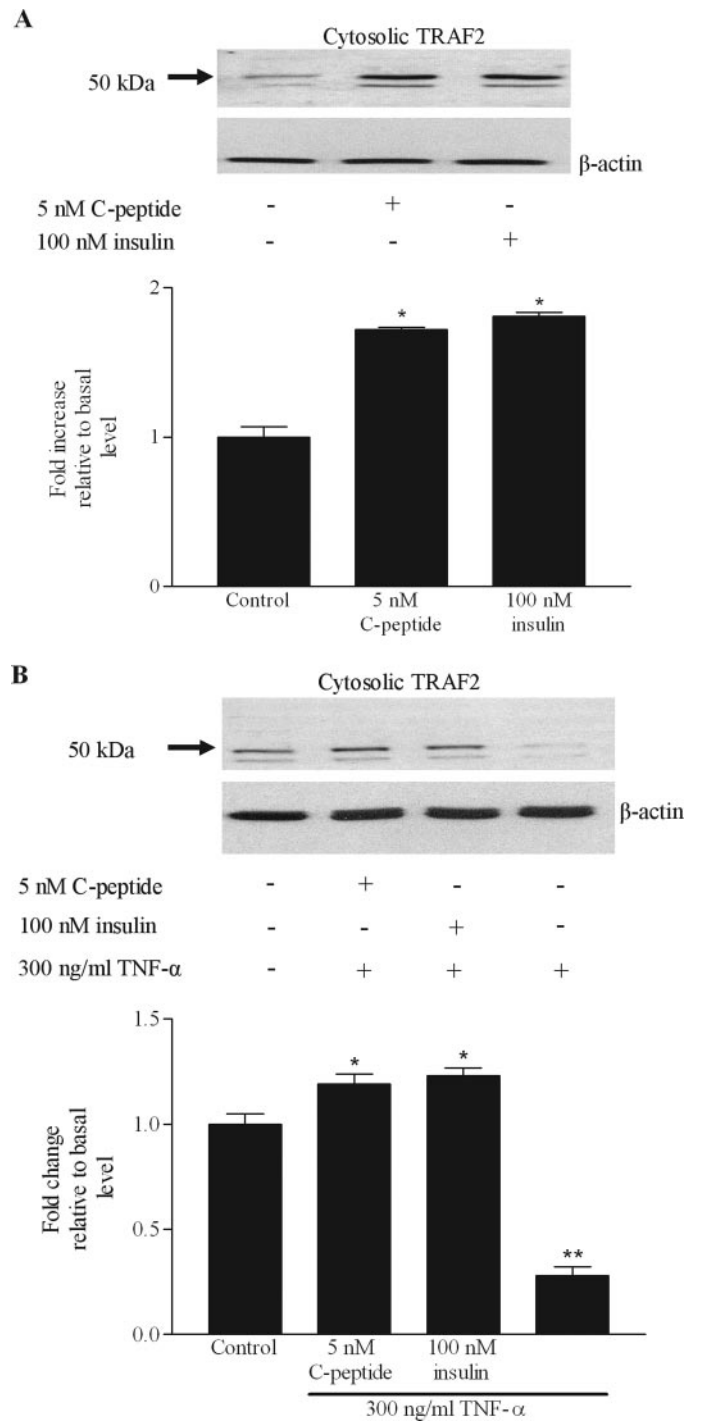 A
Cytosolic TRAF2
50 kDa
β-actin
5 nM C-peptide - + -
100 nM insulin - - +
Fold increase
relative to basal
level
2
1
0
* *
Control 5 nM 100 nM
C-peptide insulin
B
Cytosolic TRAF2
50 kDa
β-actin
5 nM C-peptide - + - -
100 nM insulin - - + -
300 ng/ml TNF-α - + + +
Fold change
relative to basal
level
1.5
1.0
0.5
0.0
* * **
Control 5 nM 100 nM
C-peptide insulin
300 ng/ml TNF- α